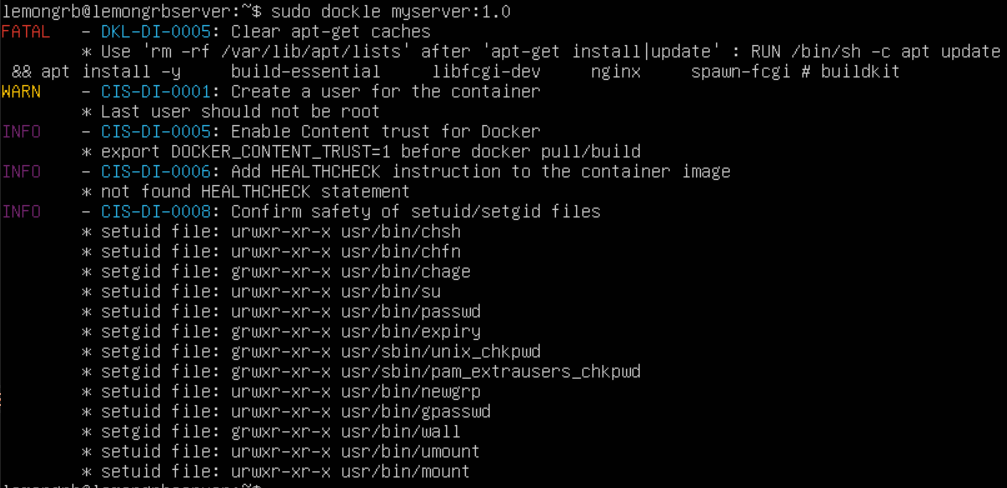 lemongrb@lemongrbserver:~$ sudo dockle myserver:1.0
FATAL   - DKL-DI-0005: Clear apt-get caches
        * Use 'rm -rf /var/lib/apt/lists' after 'apt-get install|update' : RUN /bin/sh -c apt update
 && apt install -y     build-essential     libfcgi-dev     nginx     spawn-fcgi # buildkit
WARN    - CIS-DI-0001: Create a user for the container
        * Last user should not be root
INFO    - CIS-DI-0005: Enable Content trust for Docker
        * export DOCKER_CONTENT_TRUST=1 before docker pull/build
INFO    - CIS-DI-0006: Add HEALTHCHECK instruction to the container image
        * not found HEALTHCHECK statement
INFO    - CIS-DI-0008: Confirm safety of setuid/setgid files
        * setuid file: urwxr-xr-x usr/bin/chsh
        * setuid file: urwxr-xr-x usr/bin/chfn
        * setgid file: grwxr-xr-x usr/bin/chage
        * setuid file: urwxr-xr-x usr/bin/su
        * setuid file: urwxr-xr-x usr/bin/passwd
        * setgid file: grwxr-xr-x usr/bin/expiry
        * setgid file: grwxr-xr-x usr/sbin/unix_chkpwd
        * setgid file: grwxr-xr-x usr/sbin/pam_extrausers_chkpwd
        * setuid file: urwxr-xr-x usr/bin/newgrp
        * setuid file: urwxr-xr-x usr/bin/gpasswd
        * setgid file: grwxr-xr-x usr/bin/wall
        * setuid file: urwxr-xr-x usr/bin/umount
        * setuid file: urwxr-xr-x usr/bin/mount